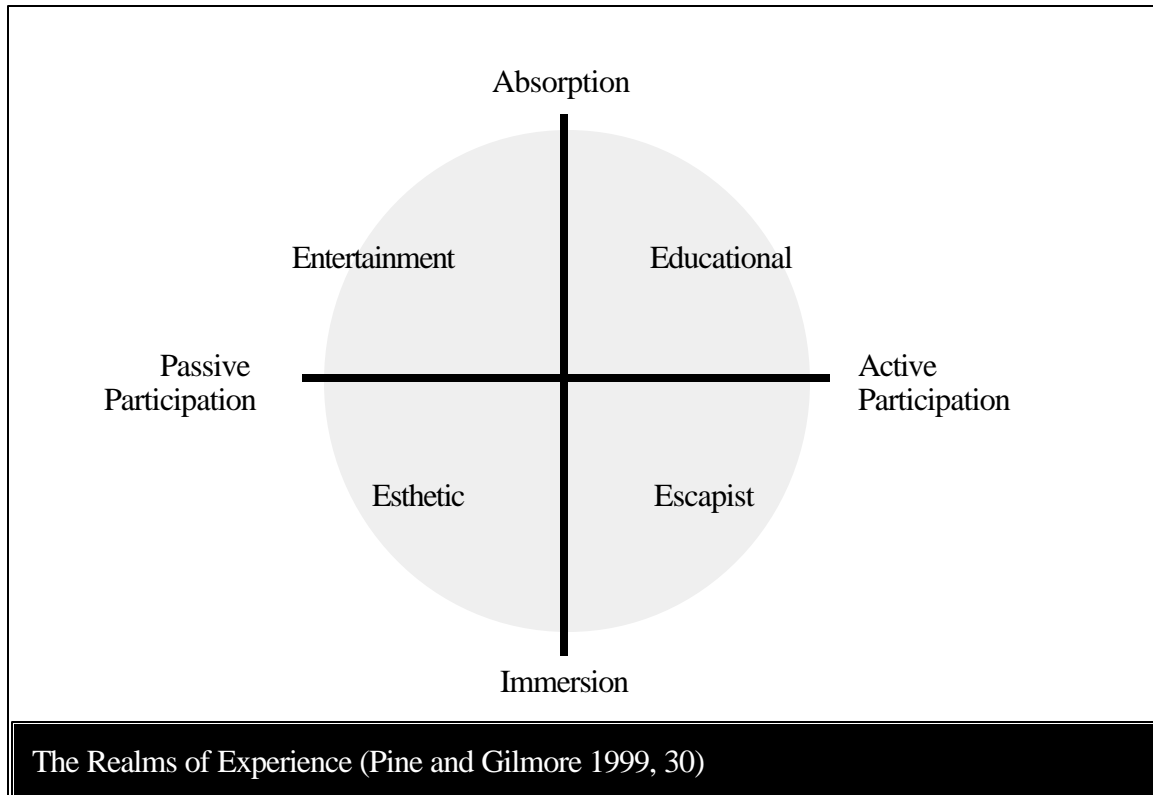 Absorption
Entertainment
Educational
Passive
Participation
Active
Participation
Esthetic
Escapist
Immersion
The Realms of Experience (Pine and Gilmore 1999, 30)